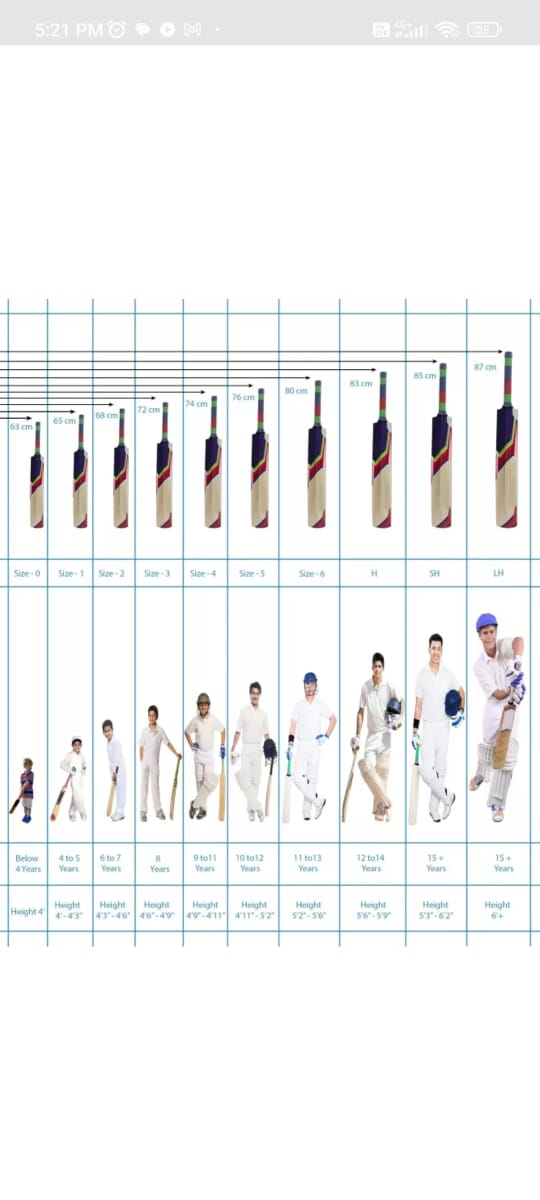 5:21 PM
4G+
35
87 cm
85 cm
83 cm
80 cm
76 cm
74 cm
72 cm
68 cm
65 cm
63 cm
Size - 0
Size - 1
Size - 2
Size - 3
Size - 4
Size - 5
Size - 6
H
SH
LH
Below
4 Years
4 to 5
Years
6 to 7
Years
8
Years
9 to11
Years
10 to12
Years
11 to13
Years
12 to14
Years
15 +
Years
15 +
Years
Height 4'
Height
4' - 4'3"
Height
4'3" - 4'6"
Height
4'6" - 4'9"
Height
4'9" - 4'11"
Height
4'11" - 5'2"
Height
5'2" - 5'6"
Height
5'6" - 5'9"
Height
5'3" - 6'2"
Height
6'+